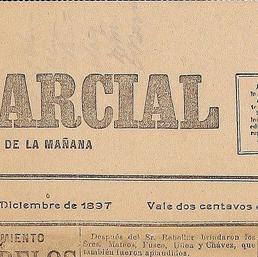 ARCIAL
DE LA MAÑANA
Diciembre de 1897 Vale dos centavos
MIENTO
Después del Sr. Rebollar brindaron los
Sres. Mateos, Fusco, Ulloa y Chávez, que
también fueron aplaudidos.